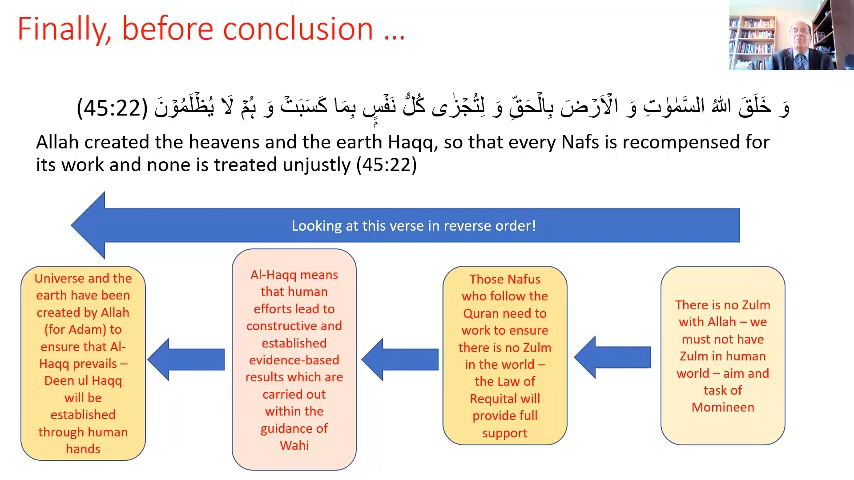 Finally, before conclusion ...
وَ خَلَقَ اللّٰهُ السَّمٰوٰتِ وَ الْاَرْضَ بِالْحَقِّ وَ لِتُجْزٰى كُلُّ نَفْسٍۭ بِمَا كَسَبَتْ وَ ہُمْ لَا یُظْلَمُوْنَ (45:22)
Allah created the heavens and the earth Haqq, so that every Nafs is recompensed for
its work and none is treated unjustly (45:22)
Looking at this verse in reverse order!
Universe and the
earth have been
created by Allah
(for Adam) to
ensure that Al-
Haqq prevails –
Deen ul Haqq
will be
established
through human
hands
Al-Haqq means
that human
efforts lead to
constructive and
established
evidence-based
results which are
carried out
within the
guidance of
Wahi
Those Nafus
who follow the
Quran need to
work to ensure
there is no Zulm
in the world –
the Law of
Requital will
provide full
support
There is no Zulm
with Allah – we
must not have
Zulm in human
world – aim and
task of
Momineen